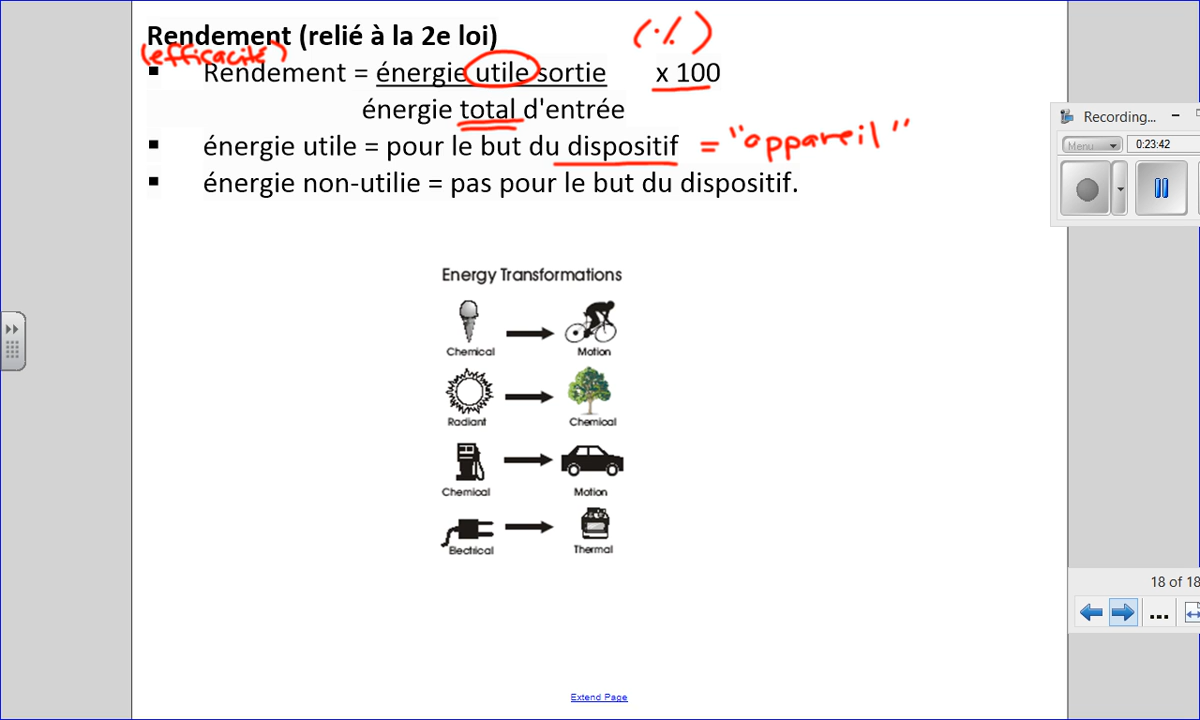 Rendement (relié à la 2e loi) (%)
(efficacité)
Rendement = énergie utile sortie x 100
énergie total d'entrée
énergie utile = pour le but du dispositif = "appareil"
énergie non-utilie = pas pour le but du dispositif.
Energy Transformations
Chemical Motion
Radiant Chemical
Chemical Motion
Electrical Thermal
Recording...
Menu 0:23:42
18 of 18
...
Extend Page